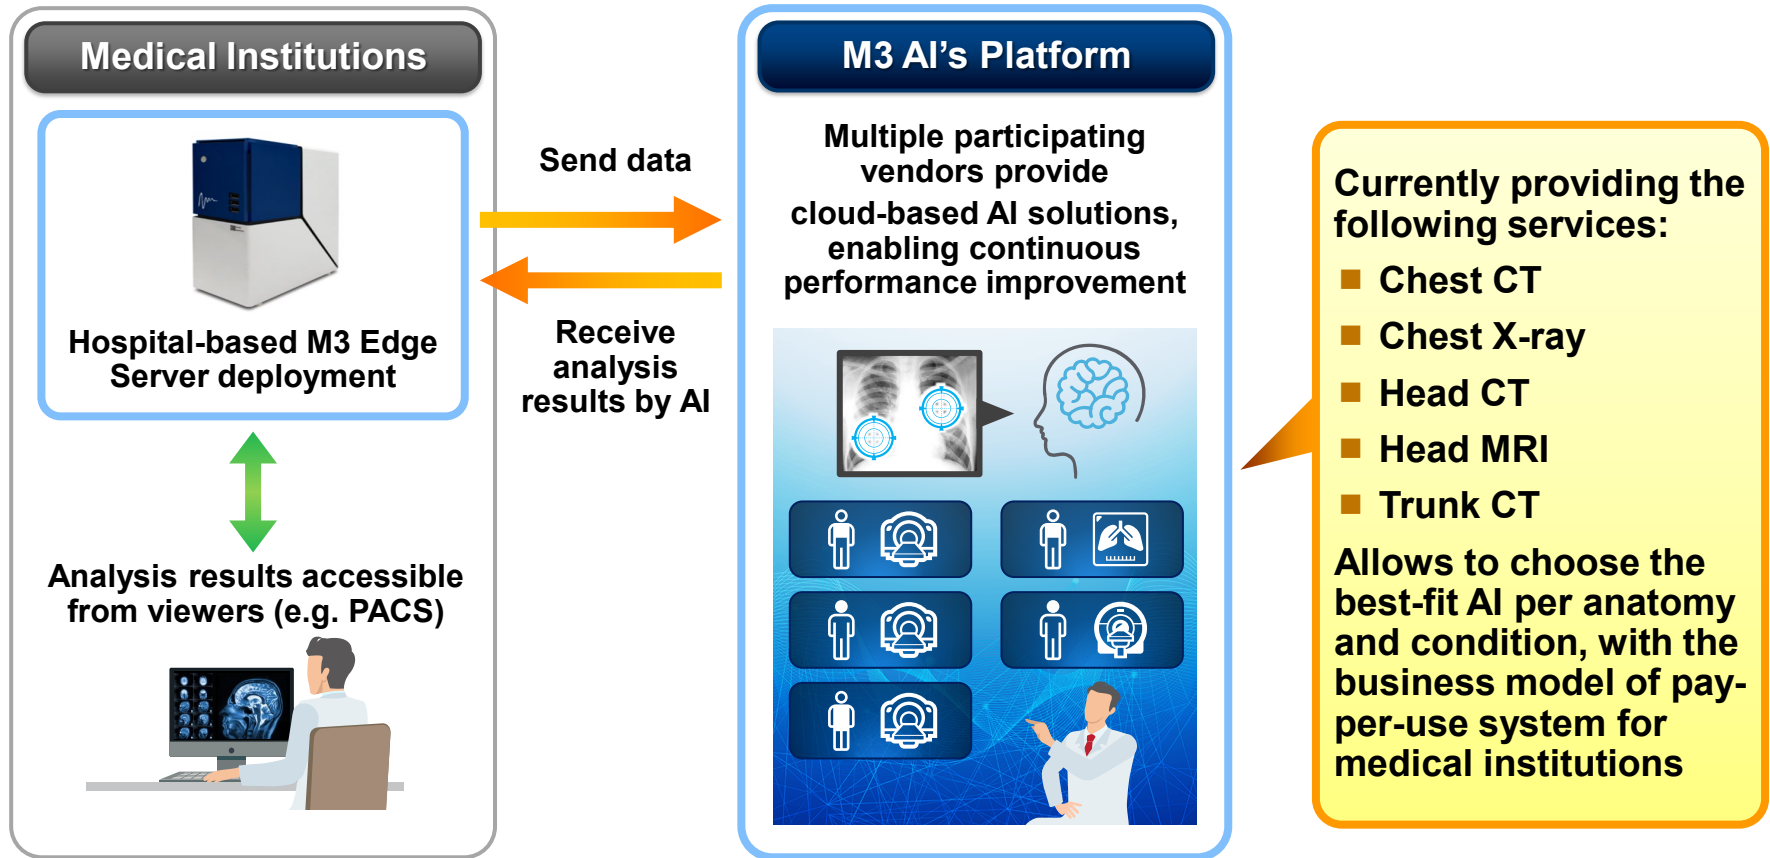 Medical Institutions
Hospital-based M3 Edge
Server deployment
Analysis results accessible
from viewers (e.g. PACS)
Send data
Receive
analysis
results by AI
M3 AI’s Platform
Multiple participating
vendors provide
cloud-based AI solutions,
enabling continuous
performance improvement
Currently providing the
following services:
Chest CT
Chest X-ray
Head CT
Head MRI
Trunk CT
Allows to choose the
best-fit AI per anatomy
and condition, with the
business model of pay-
per-use system for
medical institutions